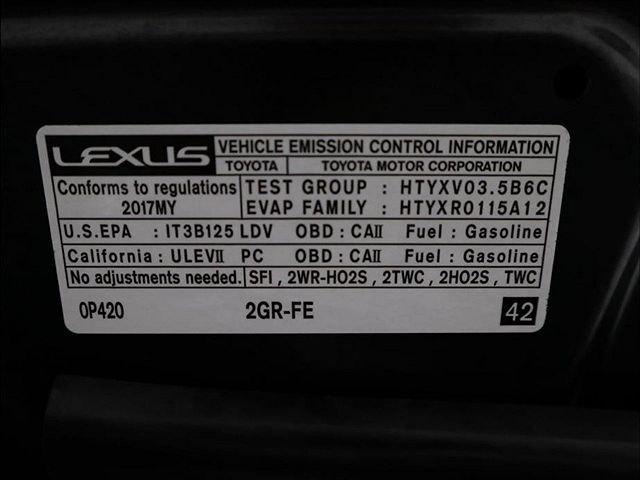 LEXUS VEHICLE EMISSION CONTROL INFORMATION
TOYOTA TOYOTA MOTOR CORPORATION
Conforms to regulations TEST GROUP : HTYXV03.5B6C
2017MY EVAP FAMILY : HTYXR0115A12
U.S.EPA : IT3B125 LDV OBD : CAII Fuel : Gasoline
California : ULEVII PC OBD : CAII Fuel : Gasoline
No adjustments needed. SFI , 2WR-HO2S , 2TWC , 2HO2S , TWC
0P420 2GR-FE 42